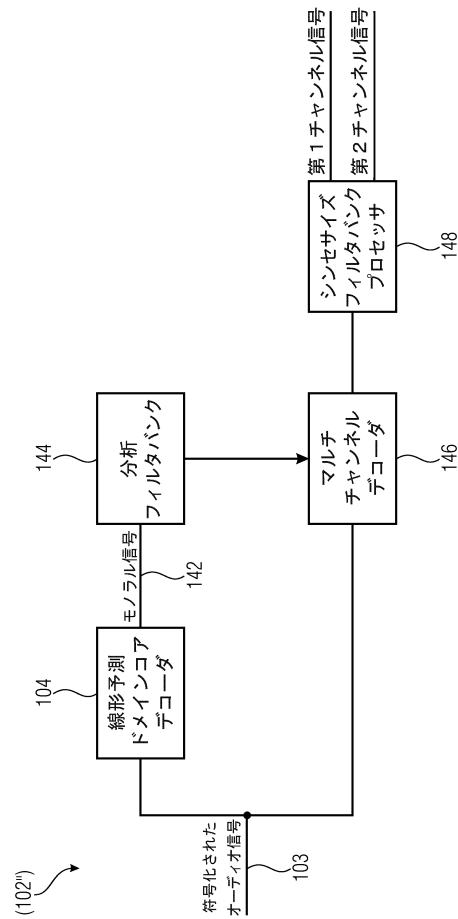 (102")
符号化された
オーディオ信号
103
104
線形予測
ドメインコア
デコーダ
モノラル信号
142
144
分析
フィルタバンク
マルチ
チャンネル
デコーダ
146
シンセサイズ
フィルタバンク
プロセッサ
148
第1チャンネル信号
第2チャンネル信号